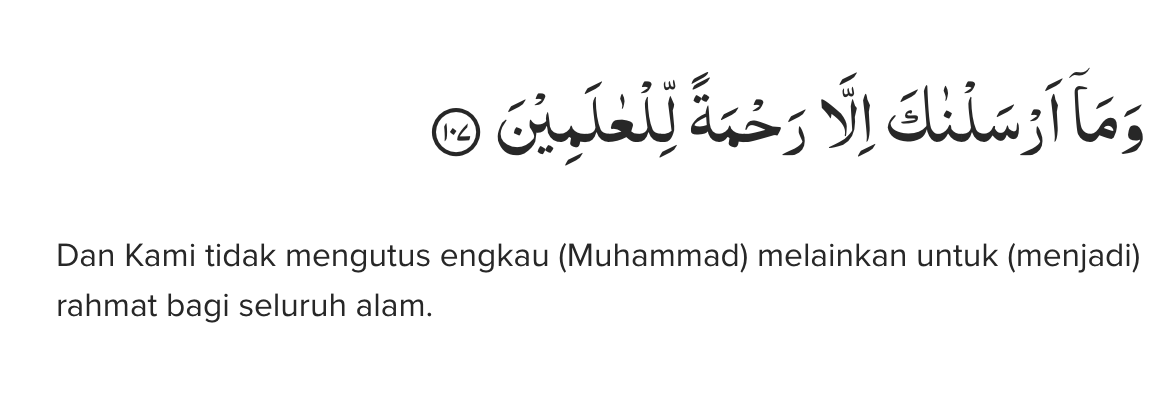 وَمَآ اَرْسَلْنٰكَ اِلَّا رَحْمَةً لِّلْعٰلَمِيْنَ ١٠٧
Dan Kami tidak mengutus engkau (Muhammad) melainkan untuk (menjadi)
rahmat bagi seluruh alam.